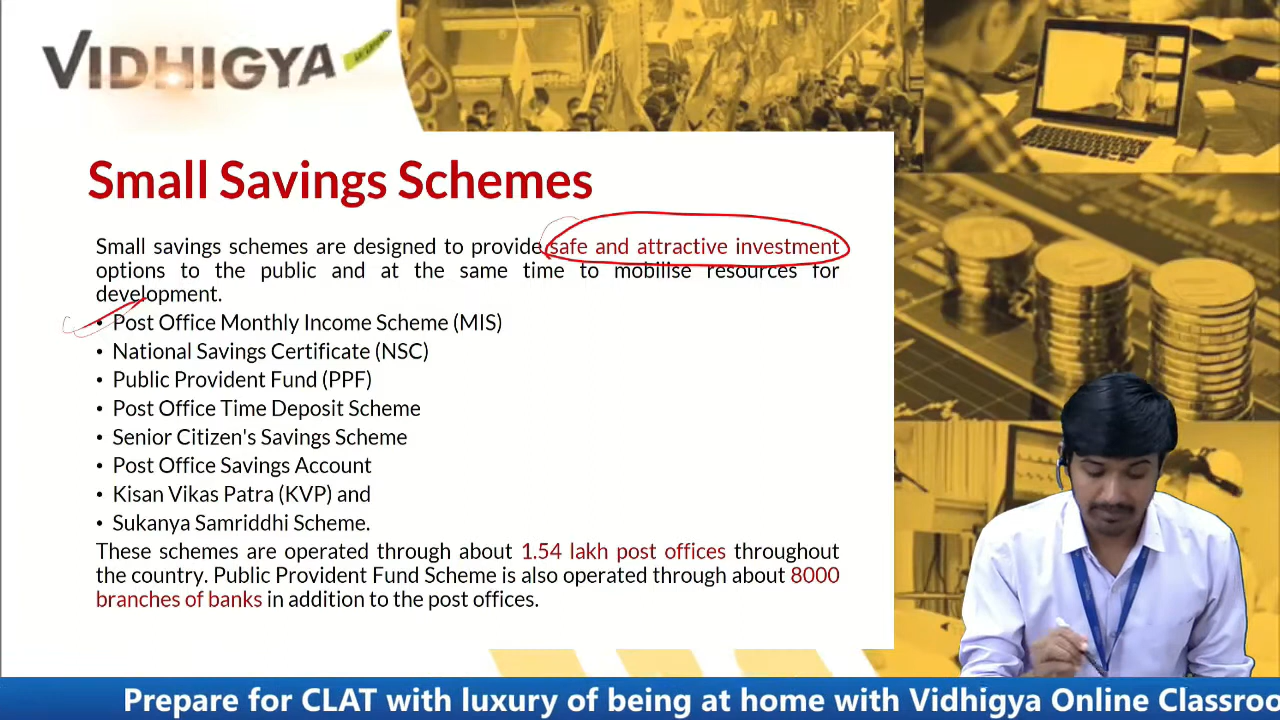 VIDHIGYA
Small Savings Schemes
Small savings schemes are designed to provide safe and attractive investment
options to the public and at the same time to mobilise resources for
development.
• Post Office Monthly Income Scheme (MIS)
• National Savings Certificate (NSC)
• Public Provident Fund (PPF)
• Post Office Time Deposit Scheme
• Senior Citizen's Savings Scheme
• Post Office Savings Account
• Kisan Vikas Patra (KVP) and
• Sukanya Samriddhi Scheme.
These schemes are operated through about 1.54 lakh post offices throughout
the country. Public Provident Fund Scheme is also operated through about 8000
branches of banks in addition to the post offices.
Prepare for CLAT with luxury of being at home with Vidhigya Online Classroo